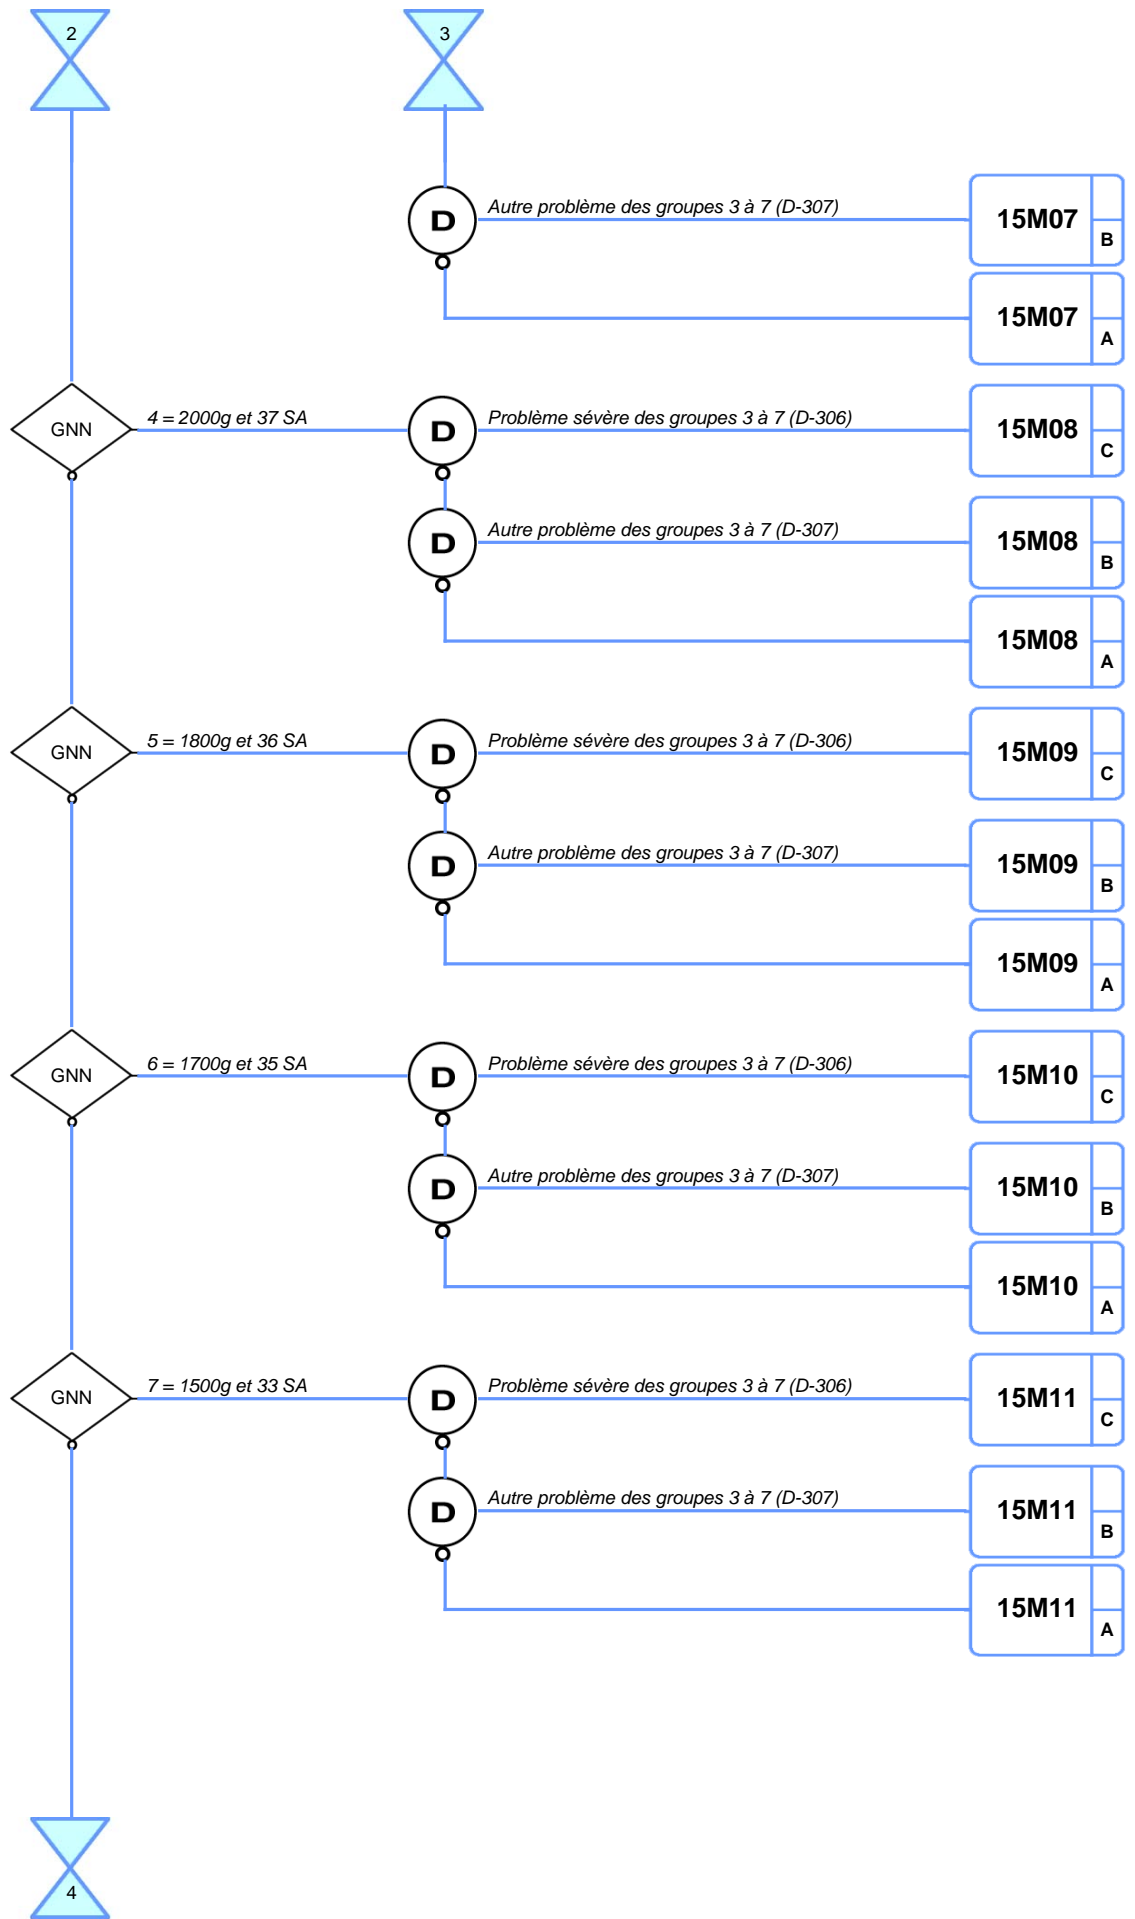 2
3
D
Autre problème des groupes 3 à 7 (D-307)
15M07
B
15M07
A
GNN
4 = 2000g et 37 SA
D
Problème sévère des groupes 3 à 7 (D-306)
15M08
C
D
Autre problème des groupes 3 à 7 (D-307)
15M08
B
15M08
A
GNN
5 = 1800g et 36 SA
D
Problème sévère des groupes 3 à 7 (D-306)
15M09
C
D
Autre problème des groupes 3 à 7 (D-307)
15M09
B
15M09
A
GNN
6 = 1700g et 35 SA
D
Problème sévère des groupes 3 à 7 (D-306)
15M10
C
D
Autre problème des groupes 3 à 7 (D-307)
15M10
B
15M10
A
GNN
7 = 1500g et 33 SA
D
Problème sévère des groupes 3 à 7 (D-306)
15M11
C
D
Autre problème des groupes 3 à 7 (D-307)
15M11
B
15M11
A
4